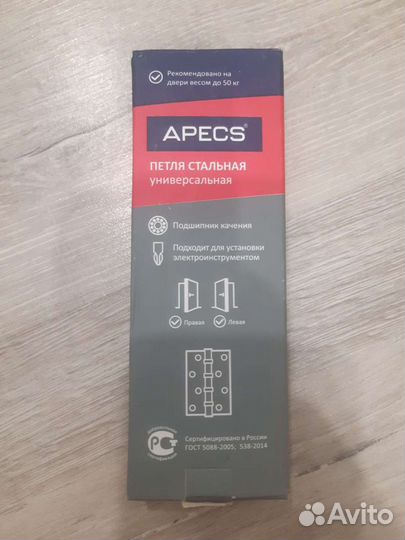 Рекомендовано на
двери весом до 50 кг
APECS®
ПЕТЛЯ СТАЛЬНАЯ
универсальная
Подшипник качения
Подходит для установки
электроинструментом
Правая
Левая
Сертифицировано в России
ГОСТ 5088-2005; 538-2014
Avito